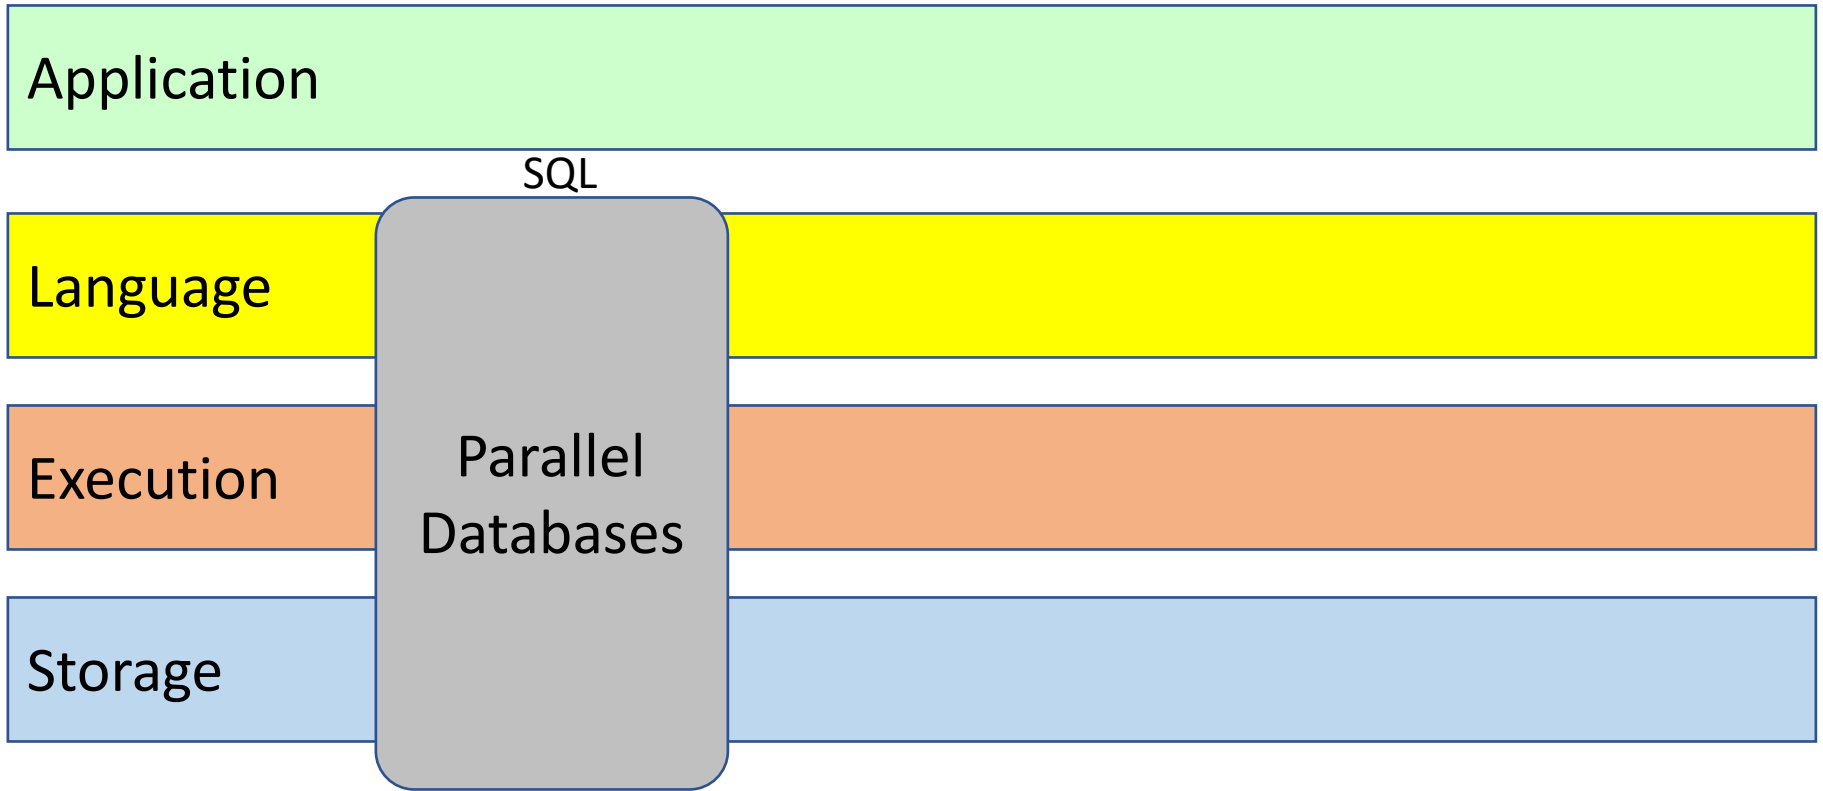 Application
SQL
Language
Parallel
Databases
Execution
Storage